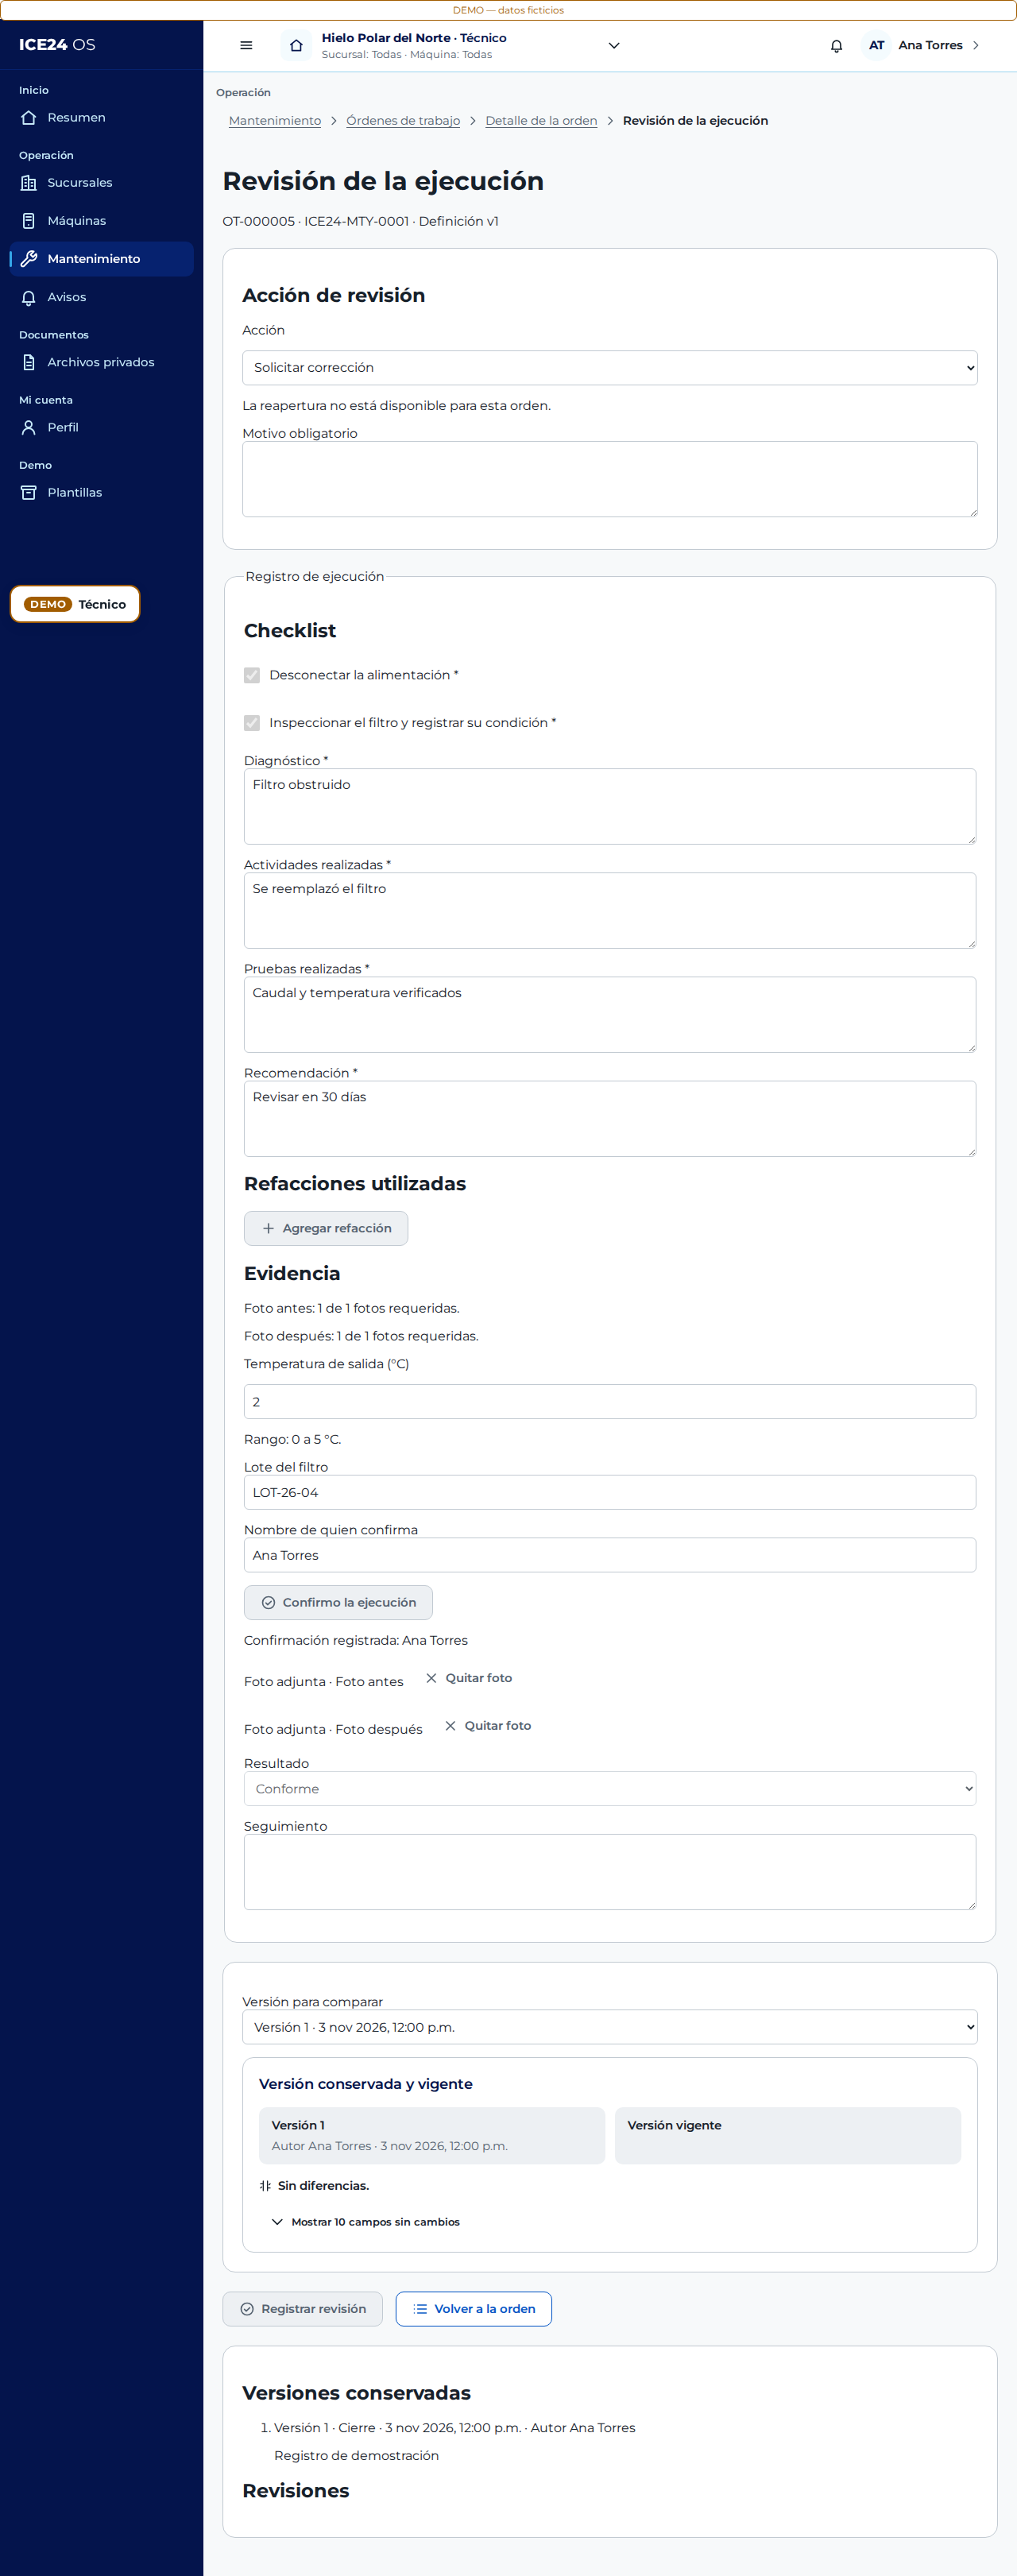 DEMO — datos ficticios
ICE24 OS
Inicio
Resumen
Operación
Sucursales
Máquinas
Mantenimiento
Avisos
Documentos
Archivos privados
Mi cuenta
Perfil
Demo
Plantillas
DEMO Técnico
Hielo Polar del Norte · Técnico
Sucursal: Todas · Máquina: Todas
AT Ana Torres
Operación
Mantenimiento > Órdenes de trabajo > Detalle de la orden > Revisión de la ejecución
Revisión de la ejecución
OT-000005 · ICE24-MTY-0001 · Definición v1
Acción de revisión
Acción
Solicitar corrección
La reapertura no está disponible para esta orden.
Motivo obligatorio
Registro de ejecución
Checklist
Desconectar la alimentación *
Inspeccionar el filtro y registrar su condición *
Diagnóstico *
Filtro obstruido
Actividades realizadas *
Se reemplazó el filtro
Pruebas realizadas *
Caudal y temperatura verificados
Recomendación *
Revisar en 30 días
Refacciones utilizadas
Agregar refacción
Evidencia
Foto antes: 1 de 1 fotos requeridas.
Foto después: 1 de 1 fotos requeridas.
Temperatura de salida (°C)
2
Rango: 0 a 5 °C.
Lote del filtro
LOT-26-04
Nombre de quien confirma
Ana Torres
Confirmo la ejecución
Confirmación registrada: Ana Torres
Foto adjunta · Foto antes Quitar foto
Foto adjunta · Foto después Quitar foto
Resultado
Conforme
Seguimiento
Versión para comparar
Versión 1 · 3 nov 2026, 12:00 p.m.
Versión conservada y vigente
Versión 1
Autor Ana Torres · 3 nov 2026, 12:00 p.m.
Versión vigente
Sin diferencias.
Mostrar 10 campos sin cambios
Registrar revisión
Volver a la orden
Versiones conservadas
1. Versión 1 · Cierre · 3 nov 2026, 12:00 p.m. · Autor Ana Torres
Registro de demostración
Revisiones